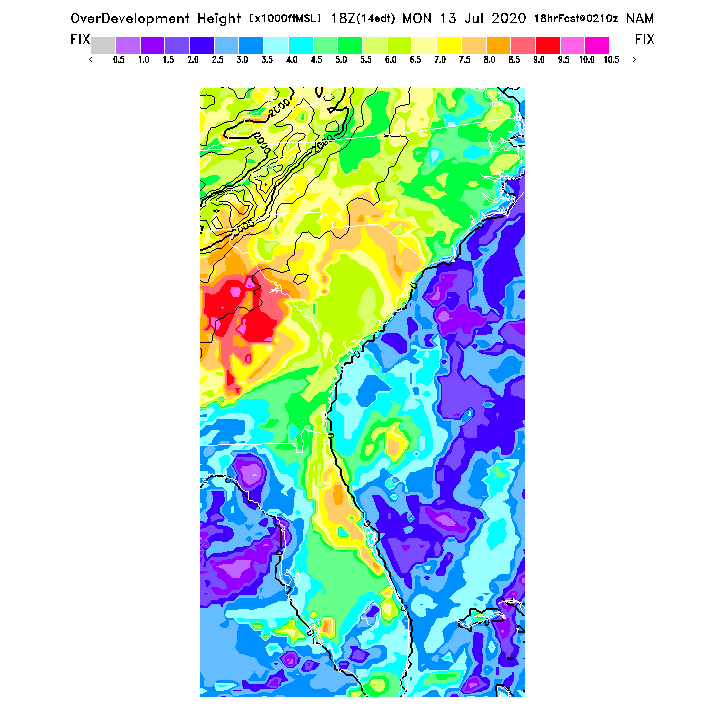 OverDevelopment Height [x1000ftMSL] 18Z(14edt) MON 13 Jul 2020 18hrFcst@0210z NAM
FIX FIX
< 0.5 1.0 1.5 2.0 2.5 3.0 3.5 4.0 4.5 5.0 5.5 6.0 6.5 7.0 7.5 8.0 8.5 9.0 9.5 10.0 10.5 >
2000
2000